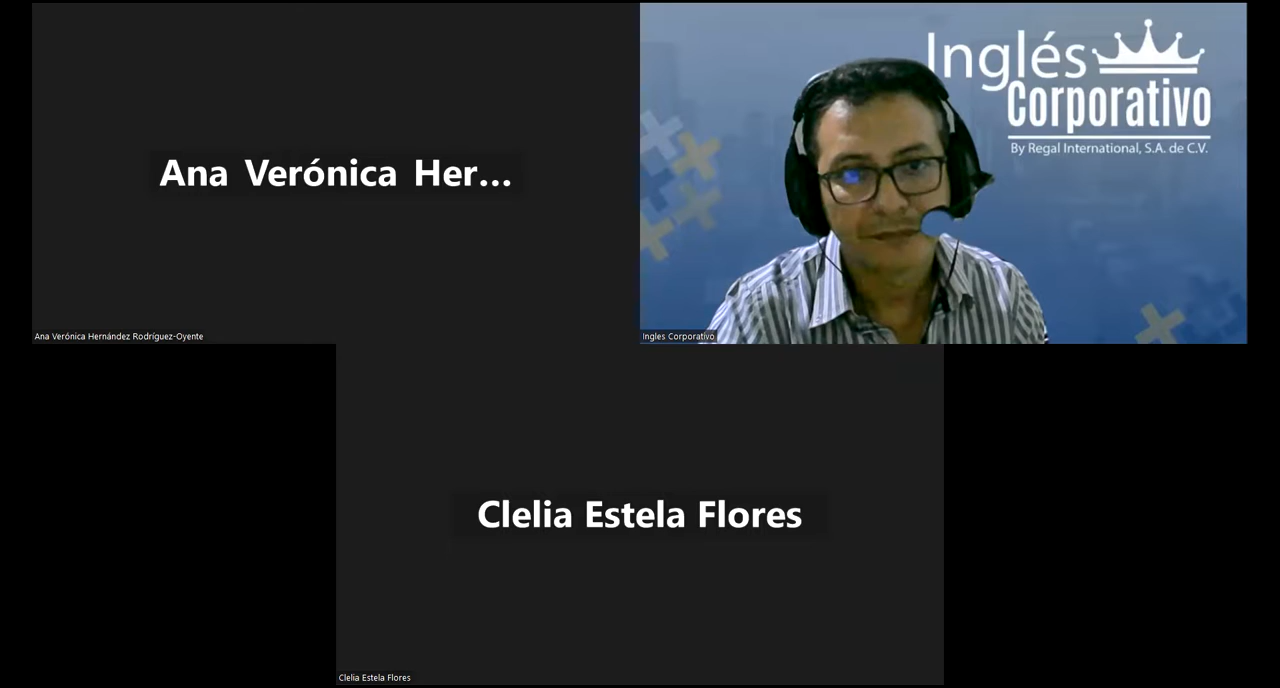 Ana Verónica Her...
Ana Verónica Hernández Rodríguez-Oyente
Inglés
Corporativo
By Regal International, S.A. de C.V.
Ingles Corporativo
Clelia Estela Flores
Clelia Estela Flores